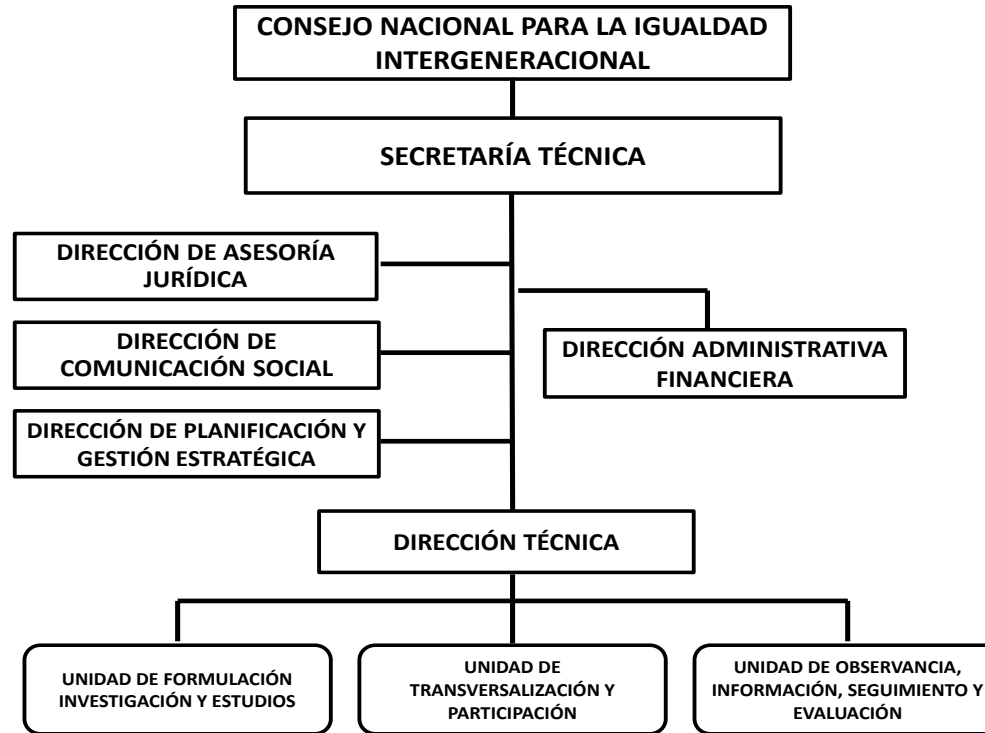 CONSEJO NACIONAL PARA LA IGUALDAD
INTERGENERACIONAL
SECRETARÍA TÉCNICA
DIRECCIÓN DE ASESORÍA
JURÍDICA
DIRECCIÓN DE
COMUNICACIÓN SOCIAL
DIRECCIÓN ADMINISTRATIVA
FINANCIERA
DIRECCIÓN DE PLANIFICACIÓN Y
GESTIÓN ESTRATÉGICA
DIRECCIÓN TÉCNICA
UNIDAD DE FORMULACIÓN
INVESTIGACIÓN Y ESTUDIOS
UNIDAD DE
TRANSVERSALIZACIÓN Y
PARTICIPACIÓN
UNIDAD DE OBSERVANCIA,
INFORMACIÓN, SEGUIMIENTO Y
EVALUACIÓN